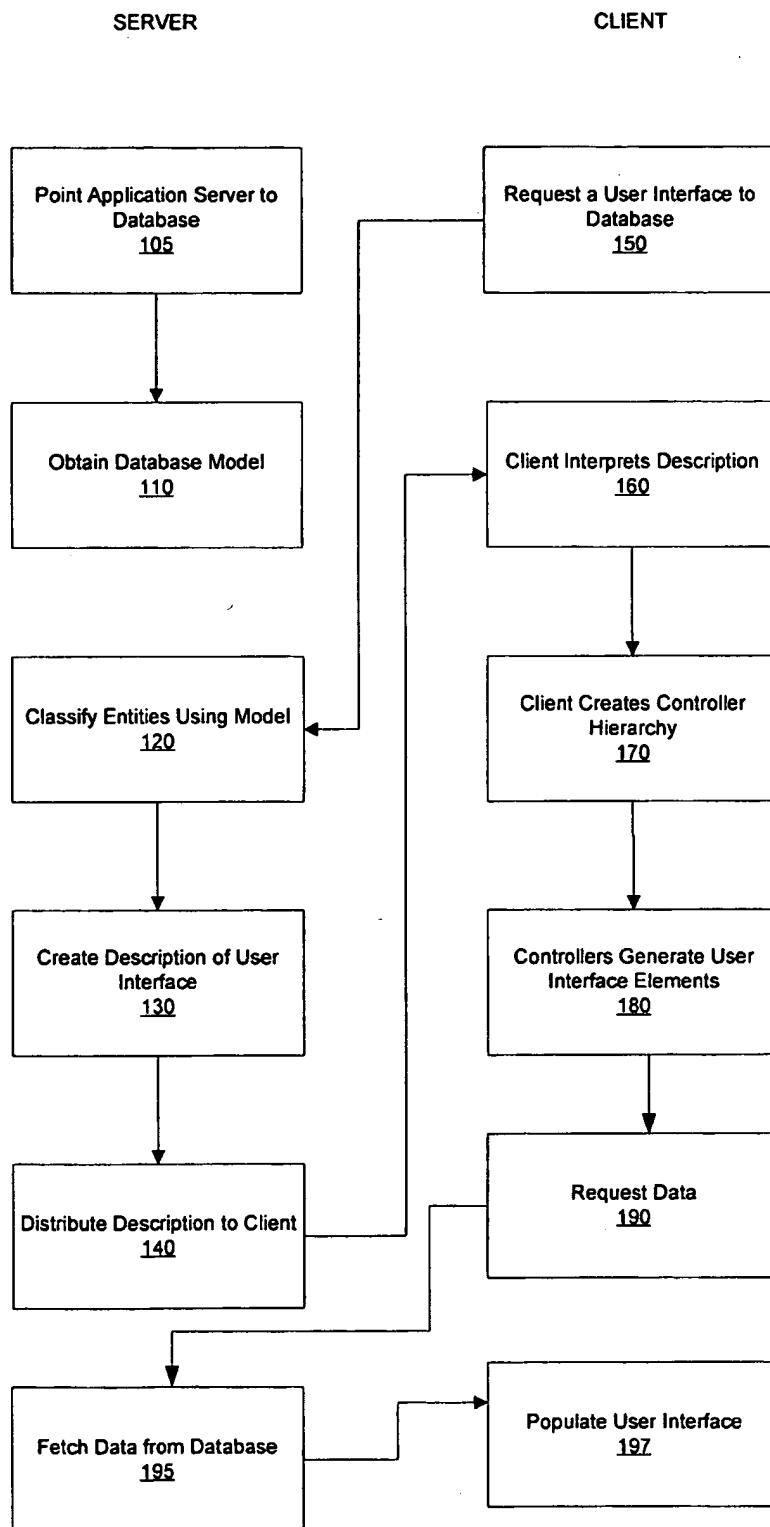 SERVER
CLIENT
Point Application Server to
Database
105
Request a User Interface to
Database
150
Obtain Database Model
110
Client Interprets Description
160
Classify Entities Using Model
120
Client Creates Controller
Hierarchy
170
Create Description of User
Interface
130
Controllers Generate User
Interface Elements
180
Distribute Description to Client
140
Request Data
190
Fetch Data from Database
195
Populate User Interface
197